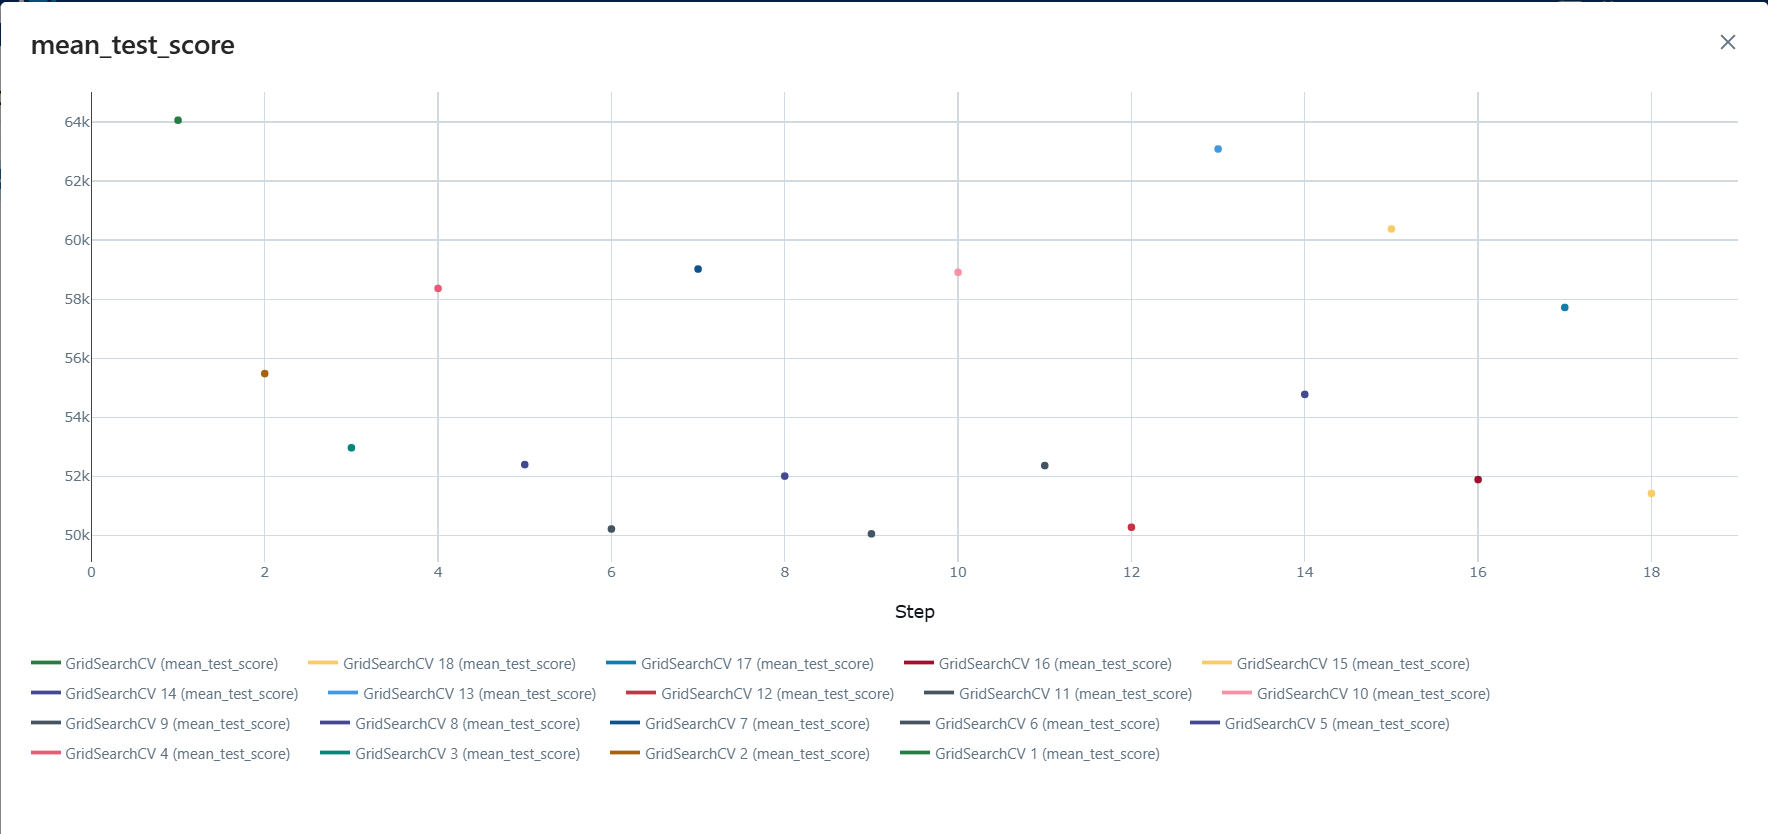 mean_test_score
64k
62k
60k
58k
56k
54k
52k
50k
0 2 4 6 8 10 12 14 16 18
Step
GridSearchCV (mean_test_score) GridSearchCV 18 (mean_test_score) GridSearchCV 17 (mean_test_score) GridSearchCV 16 (mean_test_score) GridSearchCV 15 (mean_test_score)
GridSearchCV 14 (mean_test_score) GridSearchCV 13 (mean_test_score) GridSearchCV 12 (mean_test_score) GridSearchCV 11 (mean_test_score) GridSearchCV 10 (mean_test_score)
GridSearchCV 9 (mean_test_score) GridSearchCV 8 (mean_test_score) GridSearchCV 7 (mean_test_score) GridSearchCV 6 (mean_test_score) GridSearchCV 5 (mean_test_score)
GridSearchCV 4 (mean_test_score) GridSearchCV 3 (mean_test_score) GridSearchCV 2 (mean_test_score) GridSearchCV 1 (mean_test_score)